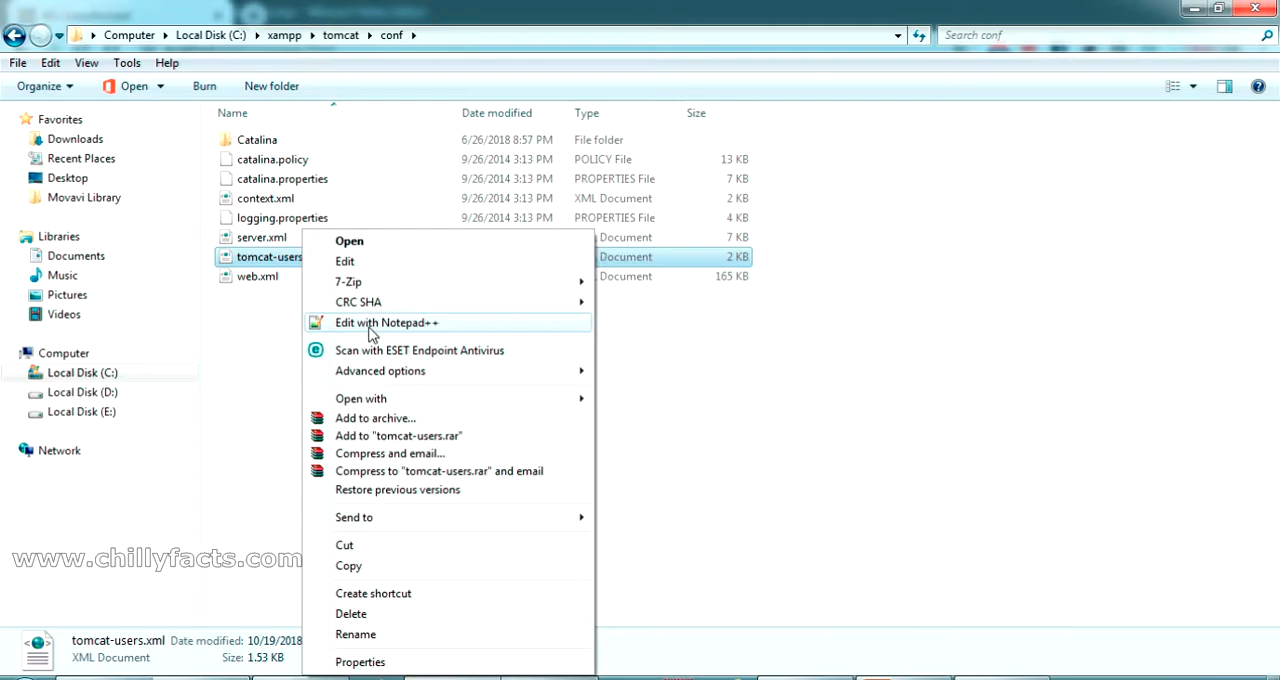 Computer Local Disk (C:) xampp tomcat conf
Search conf
File Edit View Tools Help
Organize Open Burn New folder
Name Date modified Type Size
Favorites
Downloads
Recent Places
Desktop
Movavi Library
Libraries
Documents
Music
Pictures
Videos
Computer
Local Disk (C:)
Local Disk (D:)
Local Disk (E:)
Network
Catalina 6/26/2018 8:57 PM File folder
catalina.policy 9/26/2014 3:13 PM POLICY File 13 KB
catalina.properties 9/26/2014 3:13 PM PROPERTIES File 7 KB
context.xml 9/26/2014 3:13 PM XML Document 2 KB
logging.properties 9/26/2014 3:13 PM PROPERTIES File 4 KB
server.xml Document 7 KB
tomcat-users Document 2 KB
web.xml Document 165 KB
Open
Edit
7-Zip
CRC SHA
Edit with Notepad++
Scan with ESET Endpoint Antivirus
Advanced options
Open with
Add to archive...
Add to "tomcat-users.rar"
Compress and email...
Compress to "tomcat-users.rar" and email
Restore previous versions
Send to
Cut
Copy
Create shortcut
Delete
Rename
Properties
www.chillyfacts.com
tomcat-users.xml Date modified: 10/19/2018
XML Document Size: 1.53 KB